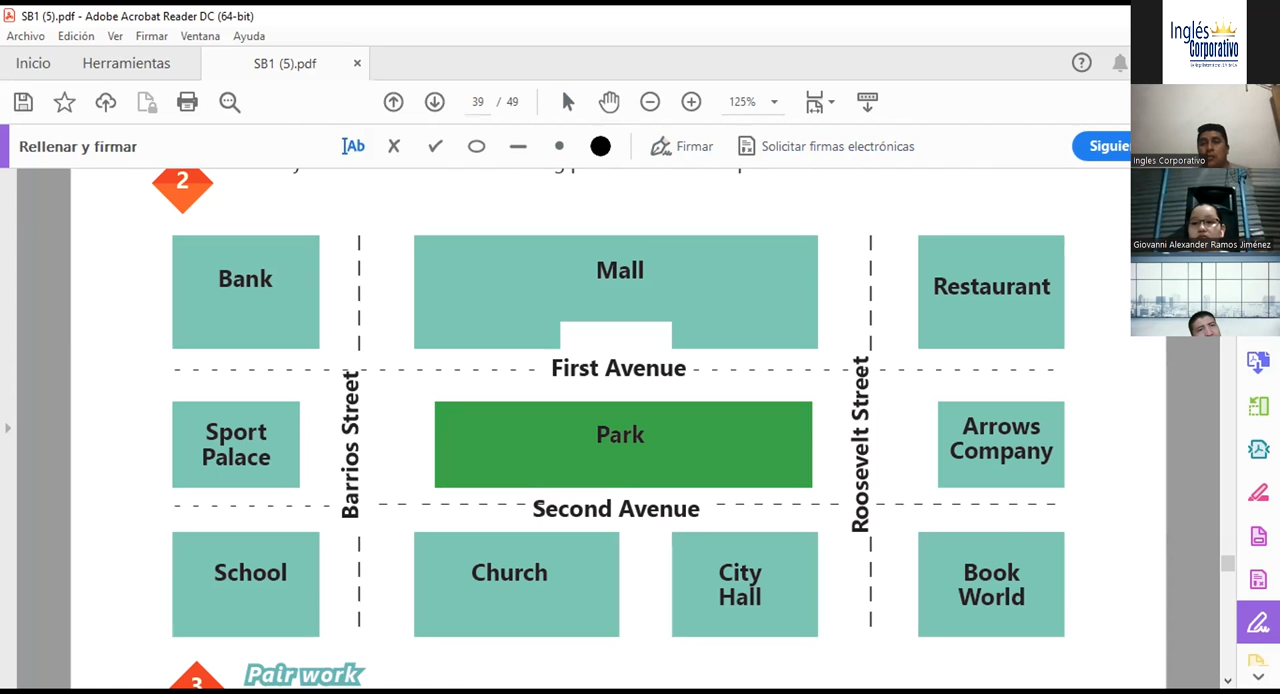 SB1 (5).pdf - Adobe Acrobat Reader DC (64-bit)
Archivo Edición Ver Firmar Ventana Ayuda
Inicio Herramientas SB1 (5).pdf ×
39 / 49 125%
Rellenar y firmar Ab Firmar Solicitar firmas electrónicas Siguie
Inglés
Corporativo
Ingles Corporativo
Giovanni Alexander Ramos Jiménez
2
Bank Mall Restaurant
First Avenue
Barrios Street
Roosevelt Street
Sport
Palace
Park
Arrows
Company
Second Avenue
School Church
City
Hall
Book
World
3 Pair work